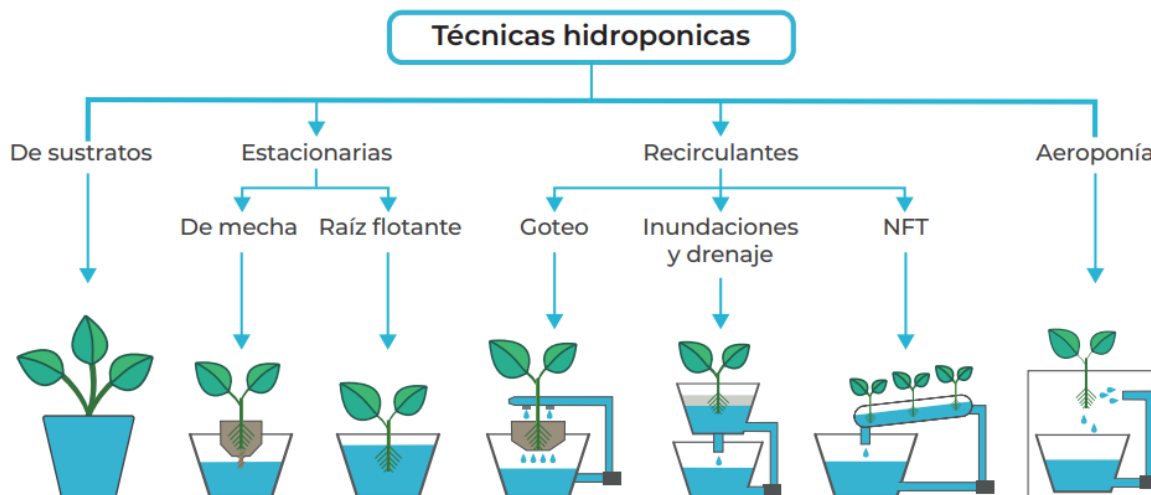 Técnicas hidroponicas
De sustratos
Estacionarias
Recirculantes
Aeroponía
De mecha
Raíz flotante
Goteo
Inundaciones
y drenaje
NFT